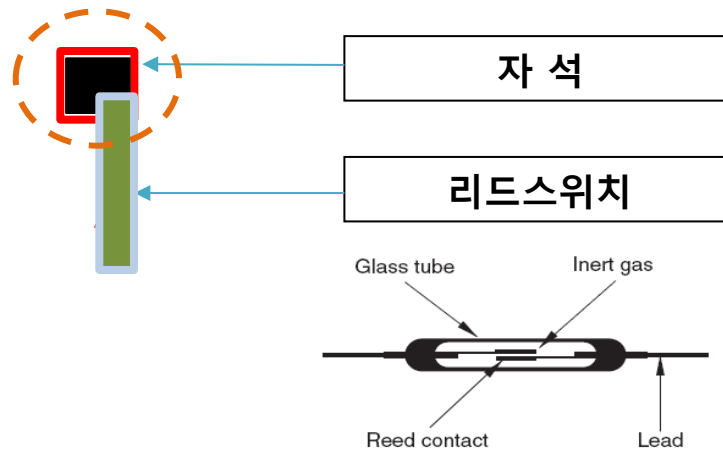 자 석
리드스위치
Glass tube
Inert gas
Reed contact
Lead